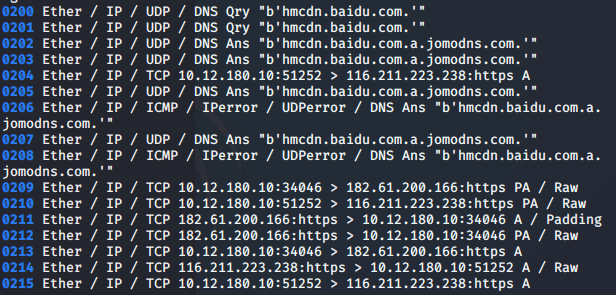 0200 Ether / IP / UDP / DNS Qry "b'hmcdn.baidu.com.'"
0201 Ether / IP / UDP / DNS Qry "b'hmcdn.baidu.com.'"
0202 Ether / IP / UDP / DNS Ans "b'hmcdn.baidu.com.a.jomodns.com.'"
0203 Ether / IP / UDP / DNS Ans "b'hmcdn.baidu.com.a.jomodns.com.'"
0204 Ether / IP / TCP 10.12.180.10:51252 > 116.211.223.238:https A
0205 Ether / IP / UDP / DNS Ans "b'hmcdn.baidu.com.a.jomodns.com.'"
0206 Ether / IP / ICMP / IPerror / UDPerror / DNS Ans "b'hmcdn.baidu.com.a.
jomodns.com.'"
0207 Ether / IP / UDP / DNS Ans "b'hmcdn.baidu.com.a.jomodns.com.'"
0208 Ether / IP / ICMP / IPerror / UDPerror / DNS Ans "b'hmcdn.baidu.com.a.
jomodns.com.'"
0209 Ether / IP / TCP 10.12.180.10:34046 > 182.61.200.166:https PA / Raw
0210 Ether / IP / TCP 10.12.180.10:51252 > 116.211.223.238:https PA / Raw
0211 Ether / IP / TCP 182.61.200.166:https > 10.12.180.10:34046 A / Padding
0212 Ether / IP / TCP 182.61.200.166:https > 10.12.180.10:34046 PA / Raw
0213 Ether / IP / TCP 10.12.180.10:34046 > 182.61.200.166:https A
0214 Ether / IP / TCP 116.211.223.238:https > 10.12.180.10:51252 A / Raw
0215 Ether / IP / TCP 10.12.180.10:51252 > 116.211.223.238:https A